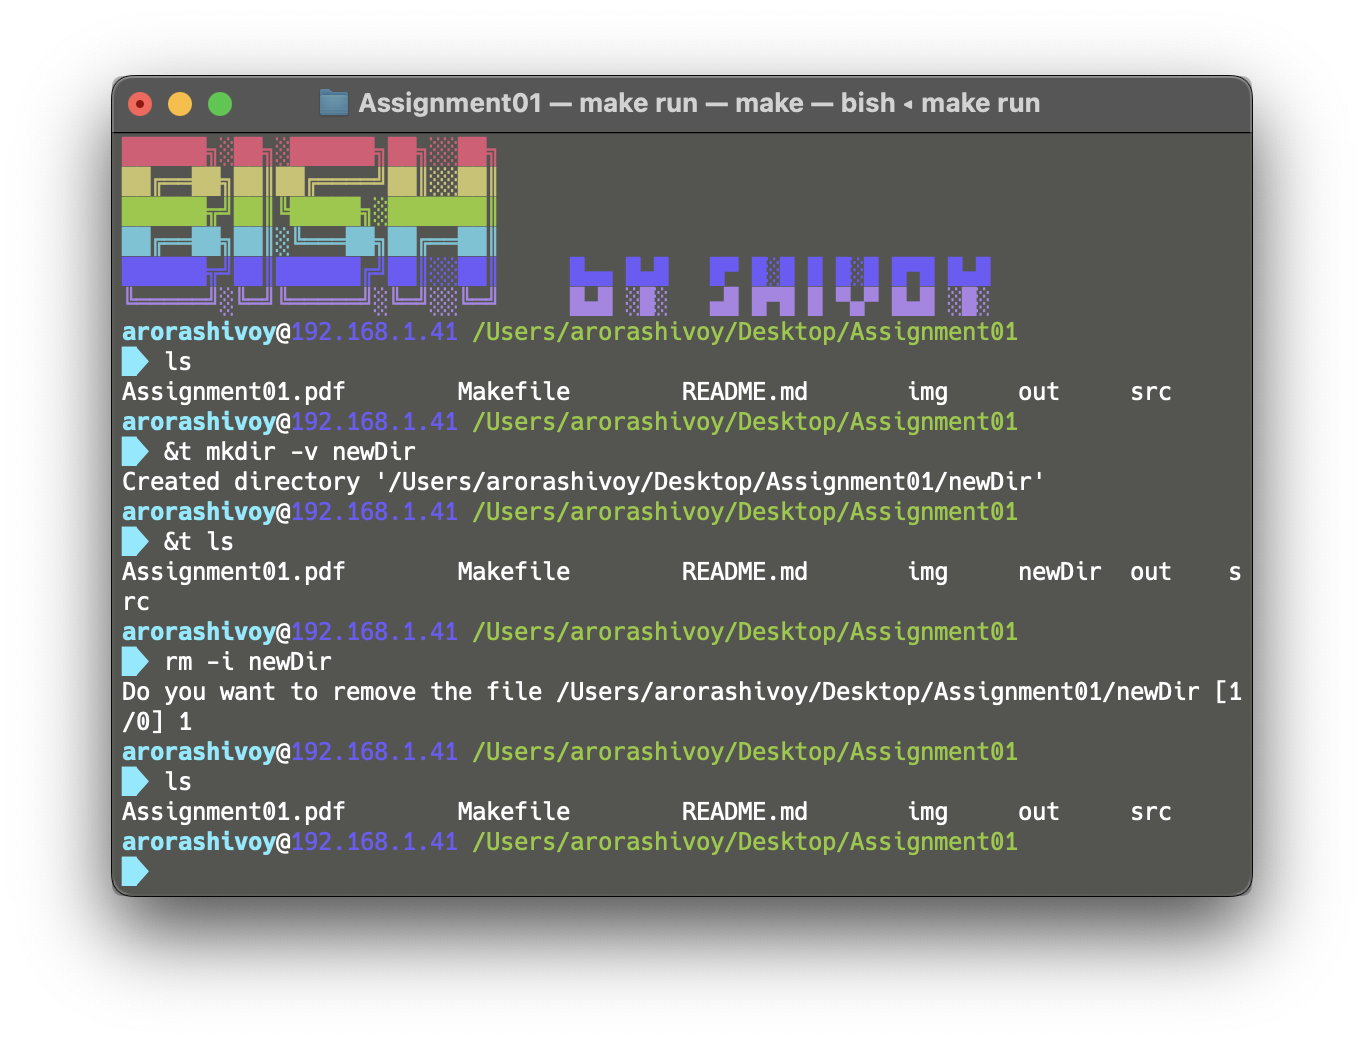 Assignment01 — make run — make — bish ◂ make run
BISH
by SHIVOY
arorashivoy@192.168.1.41 /Users/arorashivoy/Desktop/Assignment01
ls
Assignment01.pdf Makefile README.md img out src
arorashivoy@192.168.1.41 /Users/arorashivoy/Desktop/Assignment01
&t mkdir -v newDir
Created directory '/Users/arorashivoy/Desktop/Assignment01/newDir'
arorashivoy@192.168.1.41 /Users/arorashivoy/Desktop/Assignment01
&t ls
Assignment01.pdf Makefile README.md img newDir out s
rc
arorashivoy@192.168.1.41 /Users/arorashivoy/Desktop/Assignment01
rm -i newDir
Do you want to remove the file /Users/arorashivoy/Desktop/Assignment01/newDir [1
/0] 1
arorashivoy@192.168.1.41 /Users/arorashivoy/Desktop/Assignment01
ls
Assignment01.pdf Makefile README.md img out src
arorashivoy@192.168.1.41 /Users/arorashivoy/Desktop/Assignment01